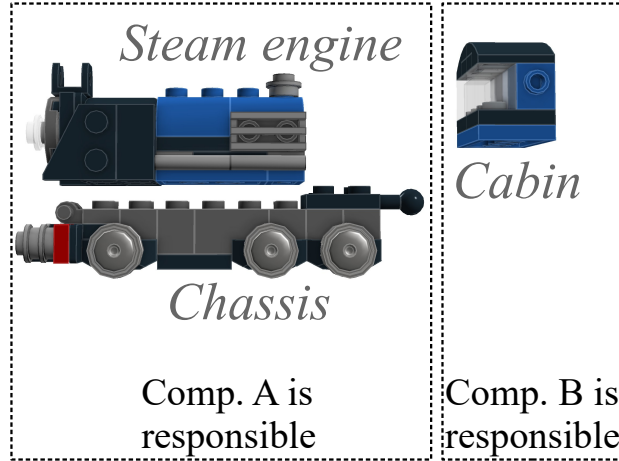 Steam engine
Chassis
Comp. A is
responsible
Cabin
Comp. B is
responsible